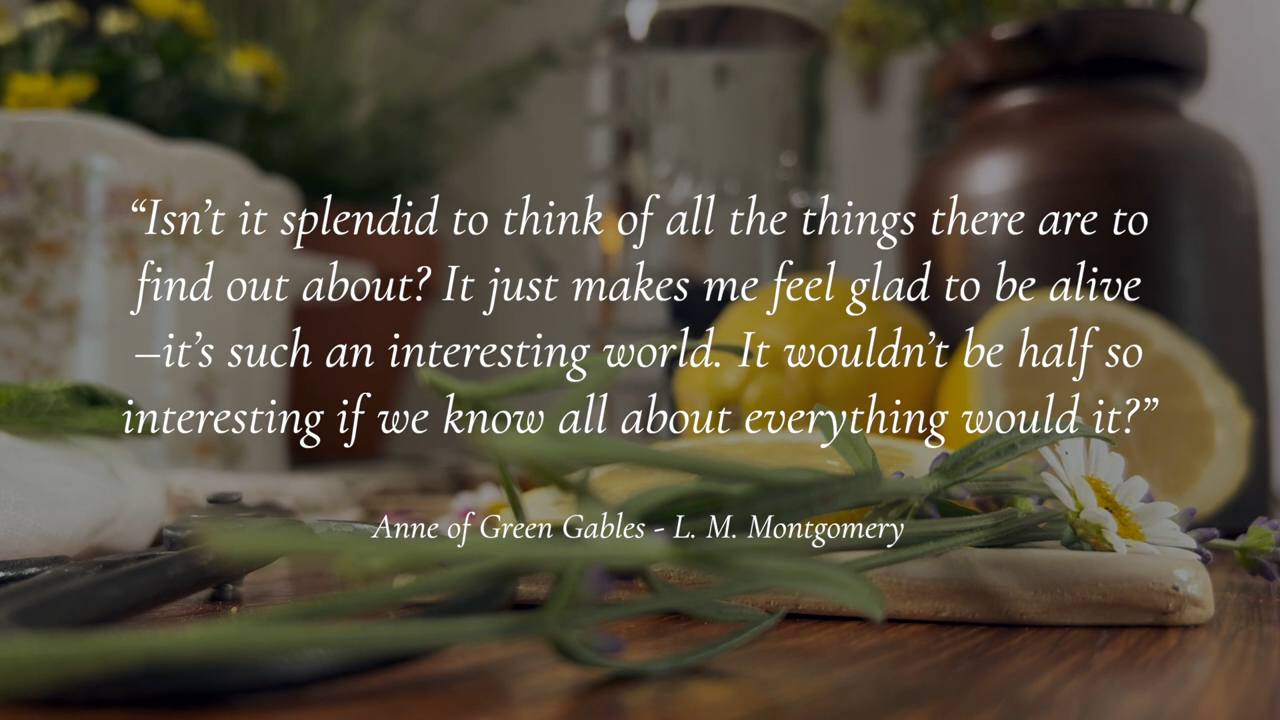 “Isn’t it splendid to think of all the things there are to
find out about? It just makes me feel glad to be alive
–it’s such an interesting world. It wouldn’t be half so
interesting if we know all about everything would it?”
Anne of Green Gables - L. M. Montgomery